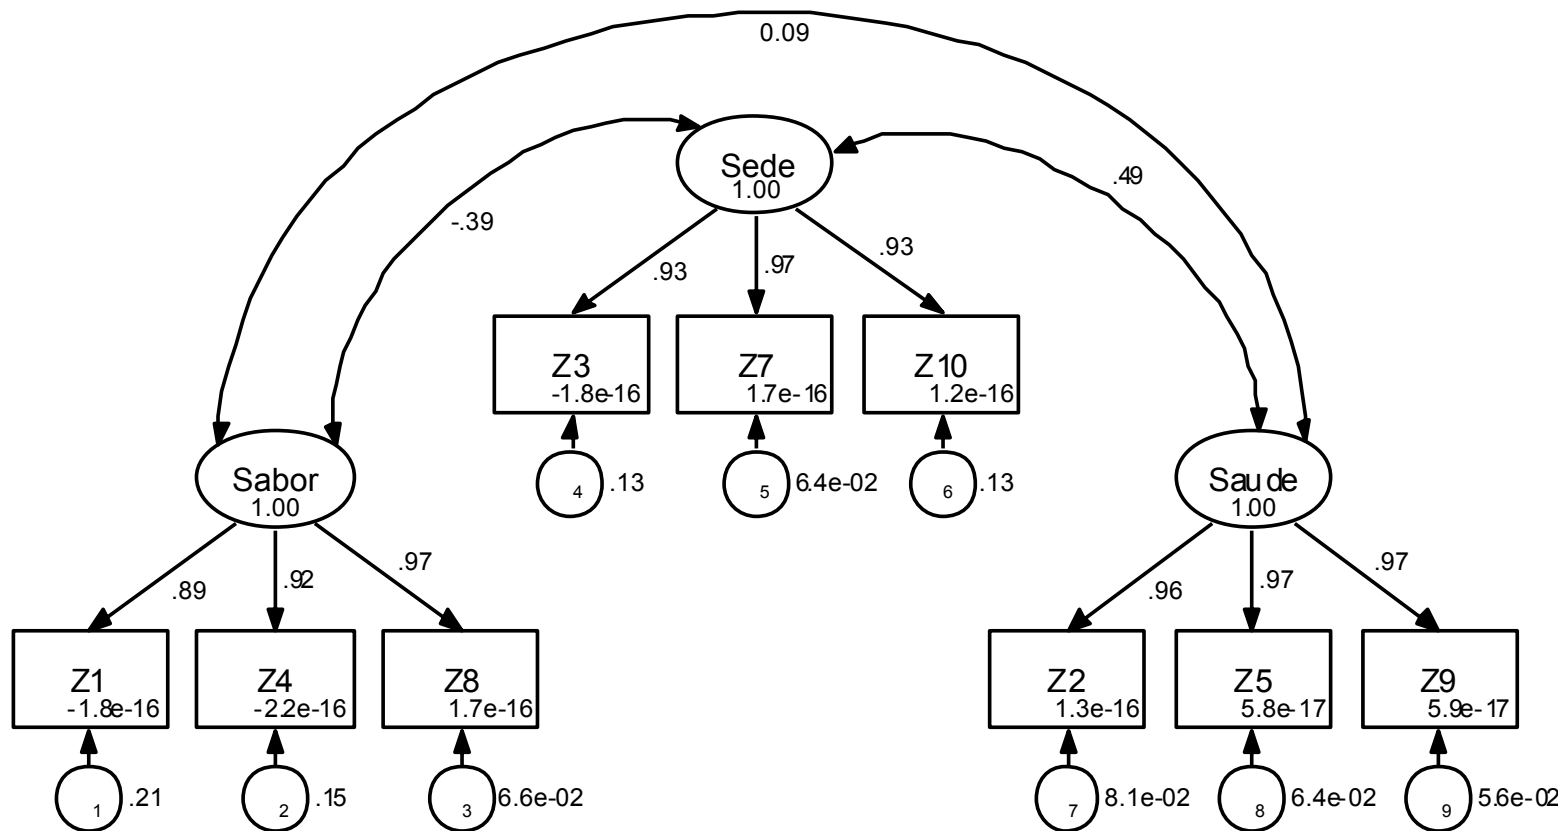 0.09
Sede
1.00
.49
-.39
.93
.97
.93
Z3
-1.8e-16
Z7
1.7e-16
Z10
1.2e-16
4
.13
5
6.4e-02
6
.13
Sabor
1.00
Saude
1.00
.89
.92
.97
.96
.97
.97
Z1
-1.8e-16
Z4
-2.2e-16
Z8
1.7e-16
Z2
1.3e-16
Z5
5.8e-17
Z9
5.9e-17
1
.21
2
.15
3
6.6e-02
7
8.1e-02
8
6.4e-02
9
5.6e-02